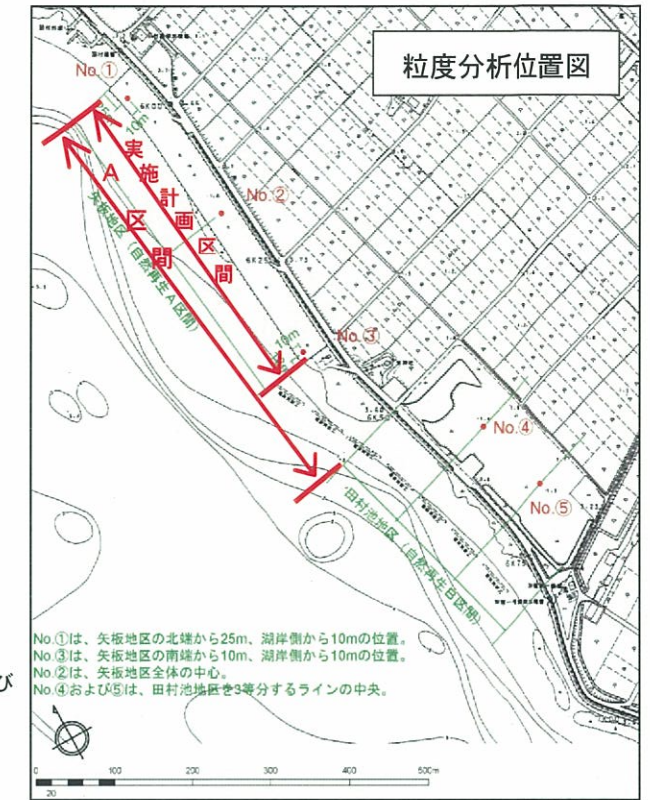 粒度分析位置図
No.①
6K00
10m
実施計画区間
A区間
No.②
矢板地区(自然再生A区間)
6K25
10m
No.③
No.④
No.⑤
田村池地区(自然再生B区間)
6K75
No.①は、矢板地区の北端から25m、湖岸側から10mの位置。
No.③は、矢板地区の南端から10m、湖岸側から10mの位置。
No.②は、矢板地区全体の中心。
No.④および⑤は、田村池地区を3等分するラインの中央。
び
0 100 200 300 400 500m
20